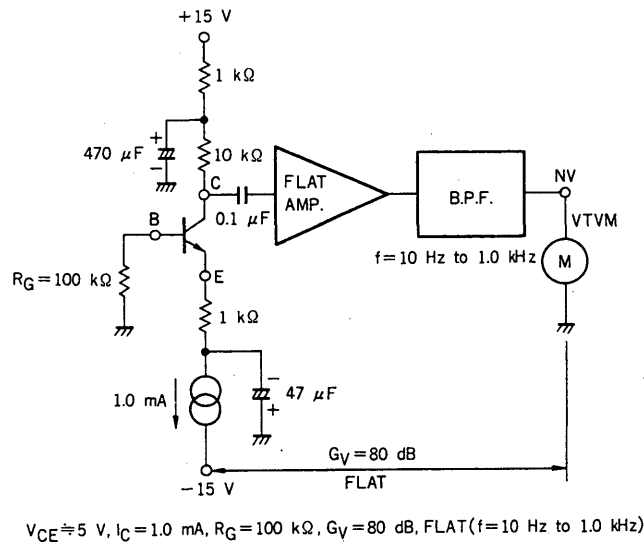 +15 V
1 kΩ
+
470 μF
−
10 kΩ
C
0.1 μF
FLAT
AMP.
B.P.F.
NV
VTVM
M
f=10 Hz to 1.0 kHz
B
R_G=100 kΩ
E
1 kΩ
1.0 mA
−
47 μF
+
G_V=80 dB
FLAT
−15 V
V_CE≒5 V, I_C=1.0 mA, R_G=100 kΩ, G_V=80 dB, FLAT(f=10 Hz to 1.0 kHz)